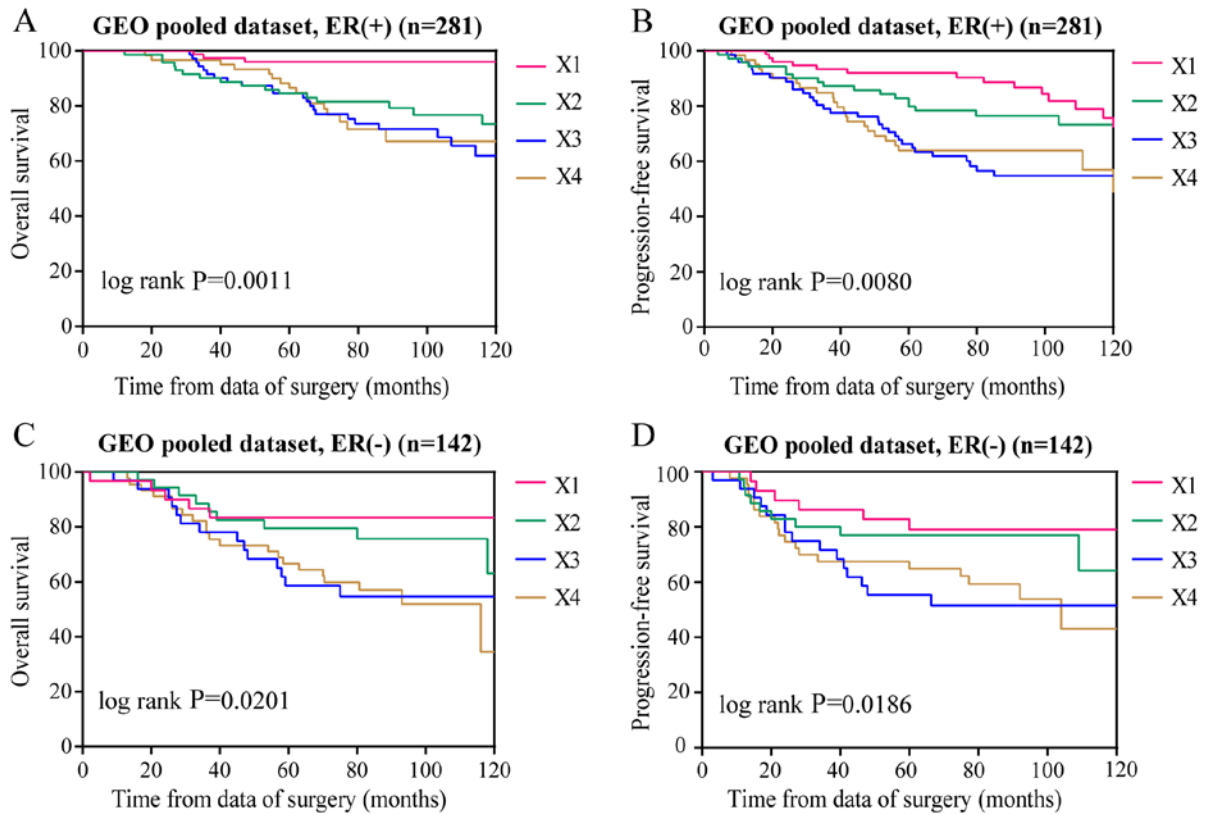 A GEO pooled dataset, ER(+) (n=281)
Overall survival
100
80
60
40
20
0
0 20 40 60 80 100 120
Time from data of surgery (months)
log rank P=0.0011
X1
X2
X3
X4
B GEO pooled dataset, ER(+) (n=281)
Progression-free survival
100
80
60
40
20
0
0 20 40 60 80 100 120
Time from data of surgery (months)
log rank P=0.0080
X1
X2
X3
X4
C GEO pooled dataset, ER(-) (n=142)
Overall survival
100
80
60
40
20
0
0 20 40 60 80 100 120
Time from data of surgery (months)
log rank P=0.0201
X1
X2
X3
X4
D GEO pooled dataset, ER(-) (n=142)
Progression-free survival
100
80
60
40
20
0
0 20 40 60 80 100 120
Time from data of surgery (months)
log rank P=0.0186
X1
X2
X3
X4